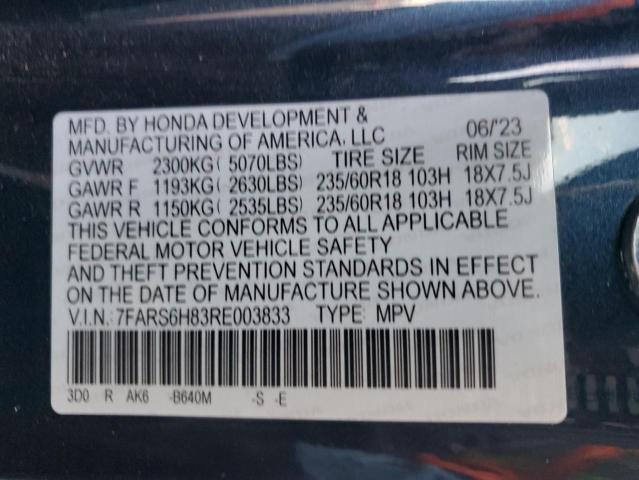 MFD. BY HONDA DEVELOPMENT &
MANUFACTURING OF AMERICA, LLC 06/'23
GVWR 2300KG( 5070LBS) TIRE SIZE RIM SIZE
GAWR F 1193KG( 2630LBS) 235/60R18 103H 18X7.5J
GAWR R 1150KG( 2535LBS) 235/60R18 103H 18X7.5J
THIS VEHICLE CONFORMS TO ALL APPLICABLE
FEDERAL MOTOR VEHICLE SAFETY
AND THEFT PREVENTION STANDARDS IN EFFECT
ON THE DATE OF MANUFACTURE SHOWN ABOVE.
V.I.N.: 7FARS6H83RE003833 TYPE: MPV
3D0 R AK6 -B640M -S -E